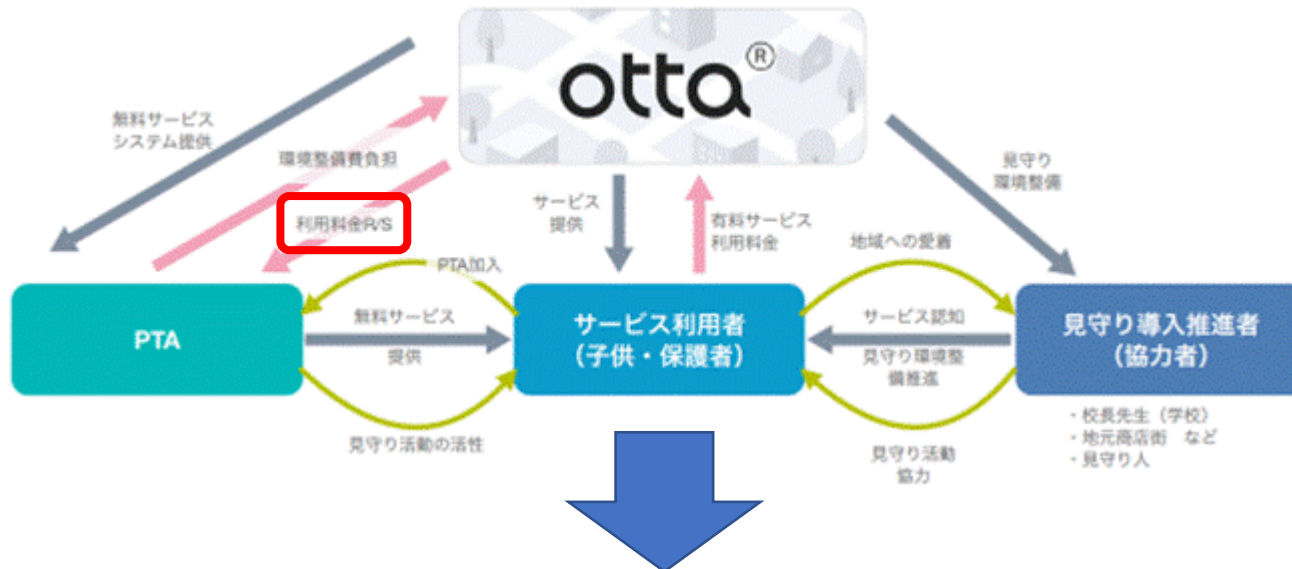 otta®
無料サービス
システム提供
環境整備費負担
利用料金R/S
サービス
提供
有料サービス
利用料金
見守り
環境整備
地域への愛着
PTA加入
PTA
無料サービス
提供
見守り活動の活性
サービス利用者
(子供・保護者)
サービス認知
見守り環境整
備推進
見守り活動
協力
見守り導入推進者
(協力者)
・校長先生(学校)
・地元商店街 など
・見守り人